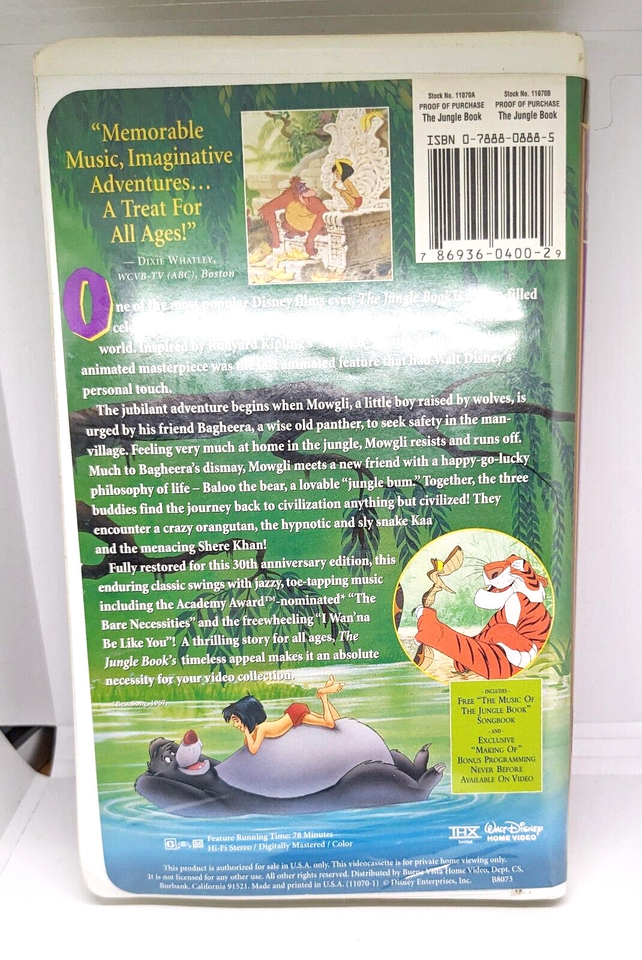 "Memorable
Music, Imaginative
Adventures...
A Treat For
All Ages!"
— Dixie Whatley,
WCVB-TV (ABC), Boston
Stock No. 11070A
PROOF OF PURCHASE
The Jungle Book
Stock No. 11070B
PROOF OF PURCHASE
The Jungle Book
ISBN 0-7888-0888-5
7 86936-0400-2 9
One of the most popular Disney films ever, The Jungle Book is filled
world. Inspired by Rudyard Kipling's
animated masterpiece was the last animated feature that had Walt Disney's
personal touch.
The jubilant adventure begins when Mowgli, a little boy raised by wolves, is
urged by his friend Bagheera, a wise old panther, to seek safety in the man-
village. Feeling very much at home in the jungle, Mowgli resists and runs off.
Much to Bagheera's dismay, Mowgli meets a new friend with a happy-go-lucky
philosophy of life – Baloo the bear, a lovable "jungle bum." Together, the three
buddies find the journey back to civilization anything but civilized! They
encounter a crazy orangutan, the hypnotic and sly snake Kaa
and the menacing Shere Khan!
Fully restored for this 30th anniversary edition, this
enduring classic swings with jazzy, toe-tapping music
including the Academy Award™-nominated* "The
Bare Necessities" and the freewheeling "I Wan'na
Be Like You"! A thrilling story for all ages, The
Jungle Book's timeless appeal makes it an absolute
necessity for your video collection.
*Best Song, 1967.
- INCLUDES -
FREE "THE MUSIC OF
THE JUNGLE BOOK"
SONGBOOK
- AND -
EXCLUSIVE
"MAKING OF"
BONUS PROGRAMMING
NEVER BEFORE
AVAILABLE ON VIDEO
G
Feature Running Time: 78 Minutes
Hi-Fi Stereo / Digitally Mastered / Color
THX
Walt Disney
HOME VIDEO
This product is authorized for sale in U.S.A. only. This videocassette is for private home viewing only.
It is not licensed for any other use. All other rights reserved. Distributed by Buena Vista Home Video, Dept. CS,
Burbank, California 91521. Made and printed in U.S.A. (11070-1) © Disney Enterprises, Inc. B8073